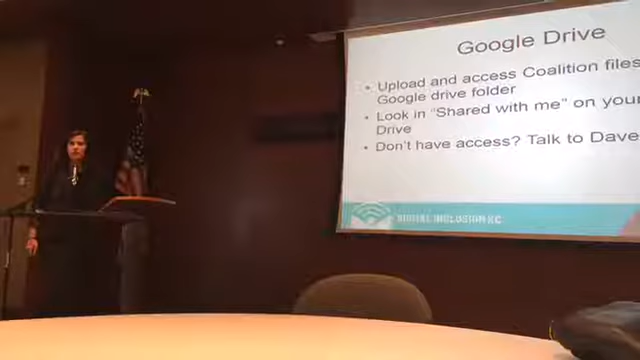 Google Drive
• Upload and access Coalition files
Google drive folder
• Look in "Shared with me" on your
Drive
• Don't have access? Talk to Dave
DIGITAL INCLUSION KC